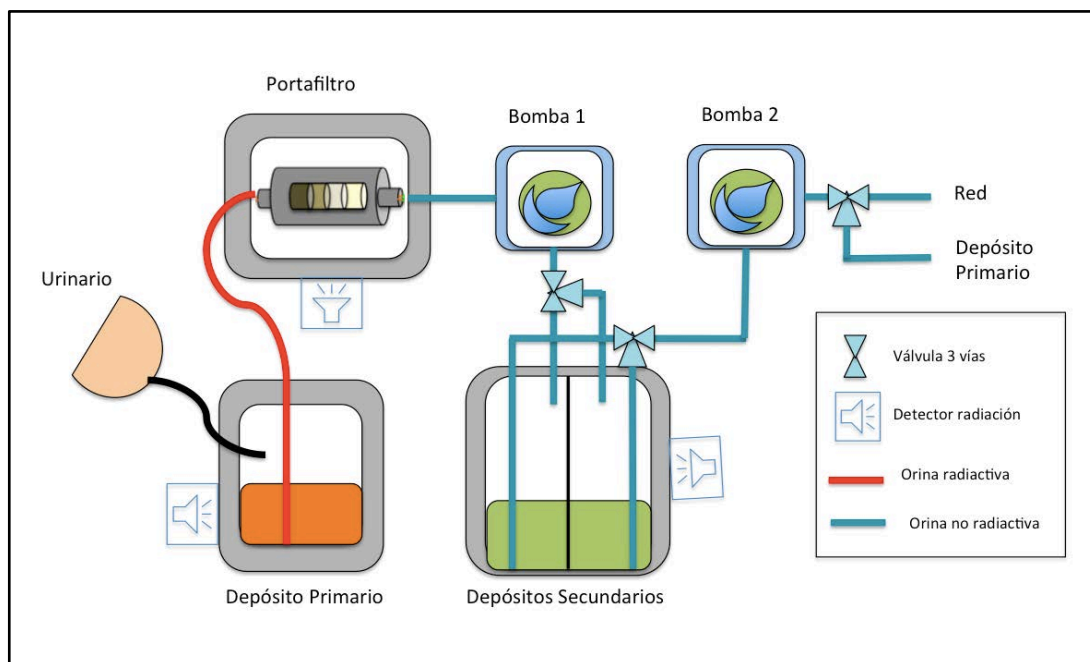 Portafiltro
Bomba 1
Bomba 2
Red
Depósito
Primario
Urinario
Válvula 3 vías
Detector radiación
Orina radiactiva
Orina no radiactiva
Depósito Primario
Depósitos Secundarios